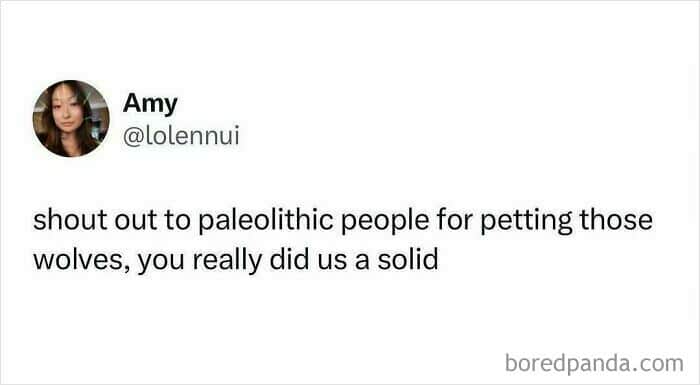 Amy
@lolennui
shout out to paleolithic people for petting those
wolves, you really did us a solid
boredpanda.com